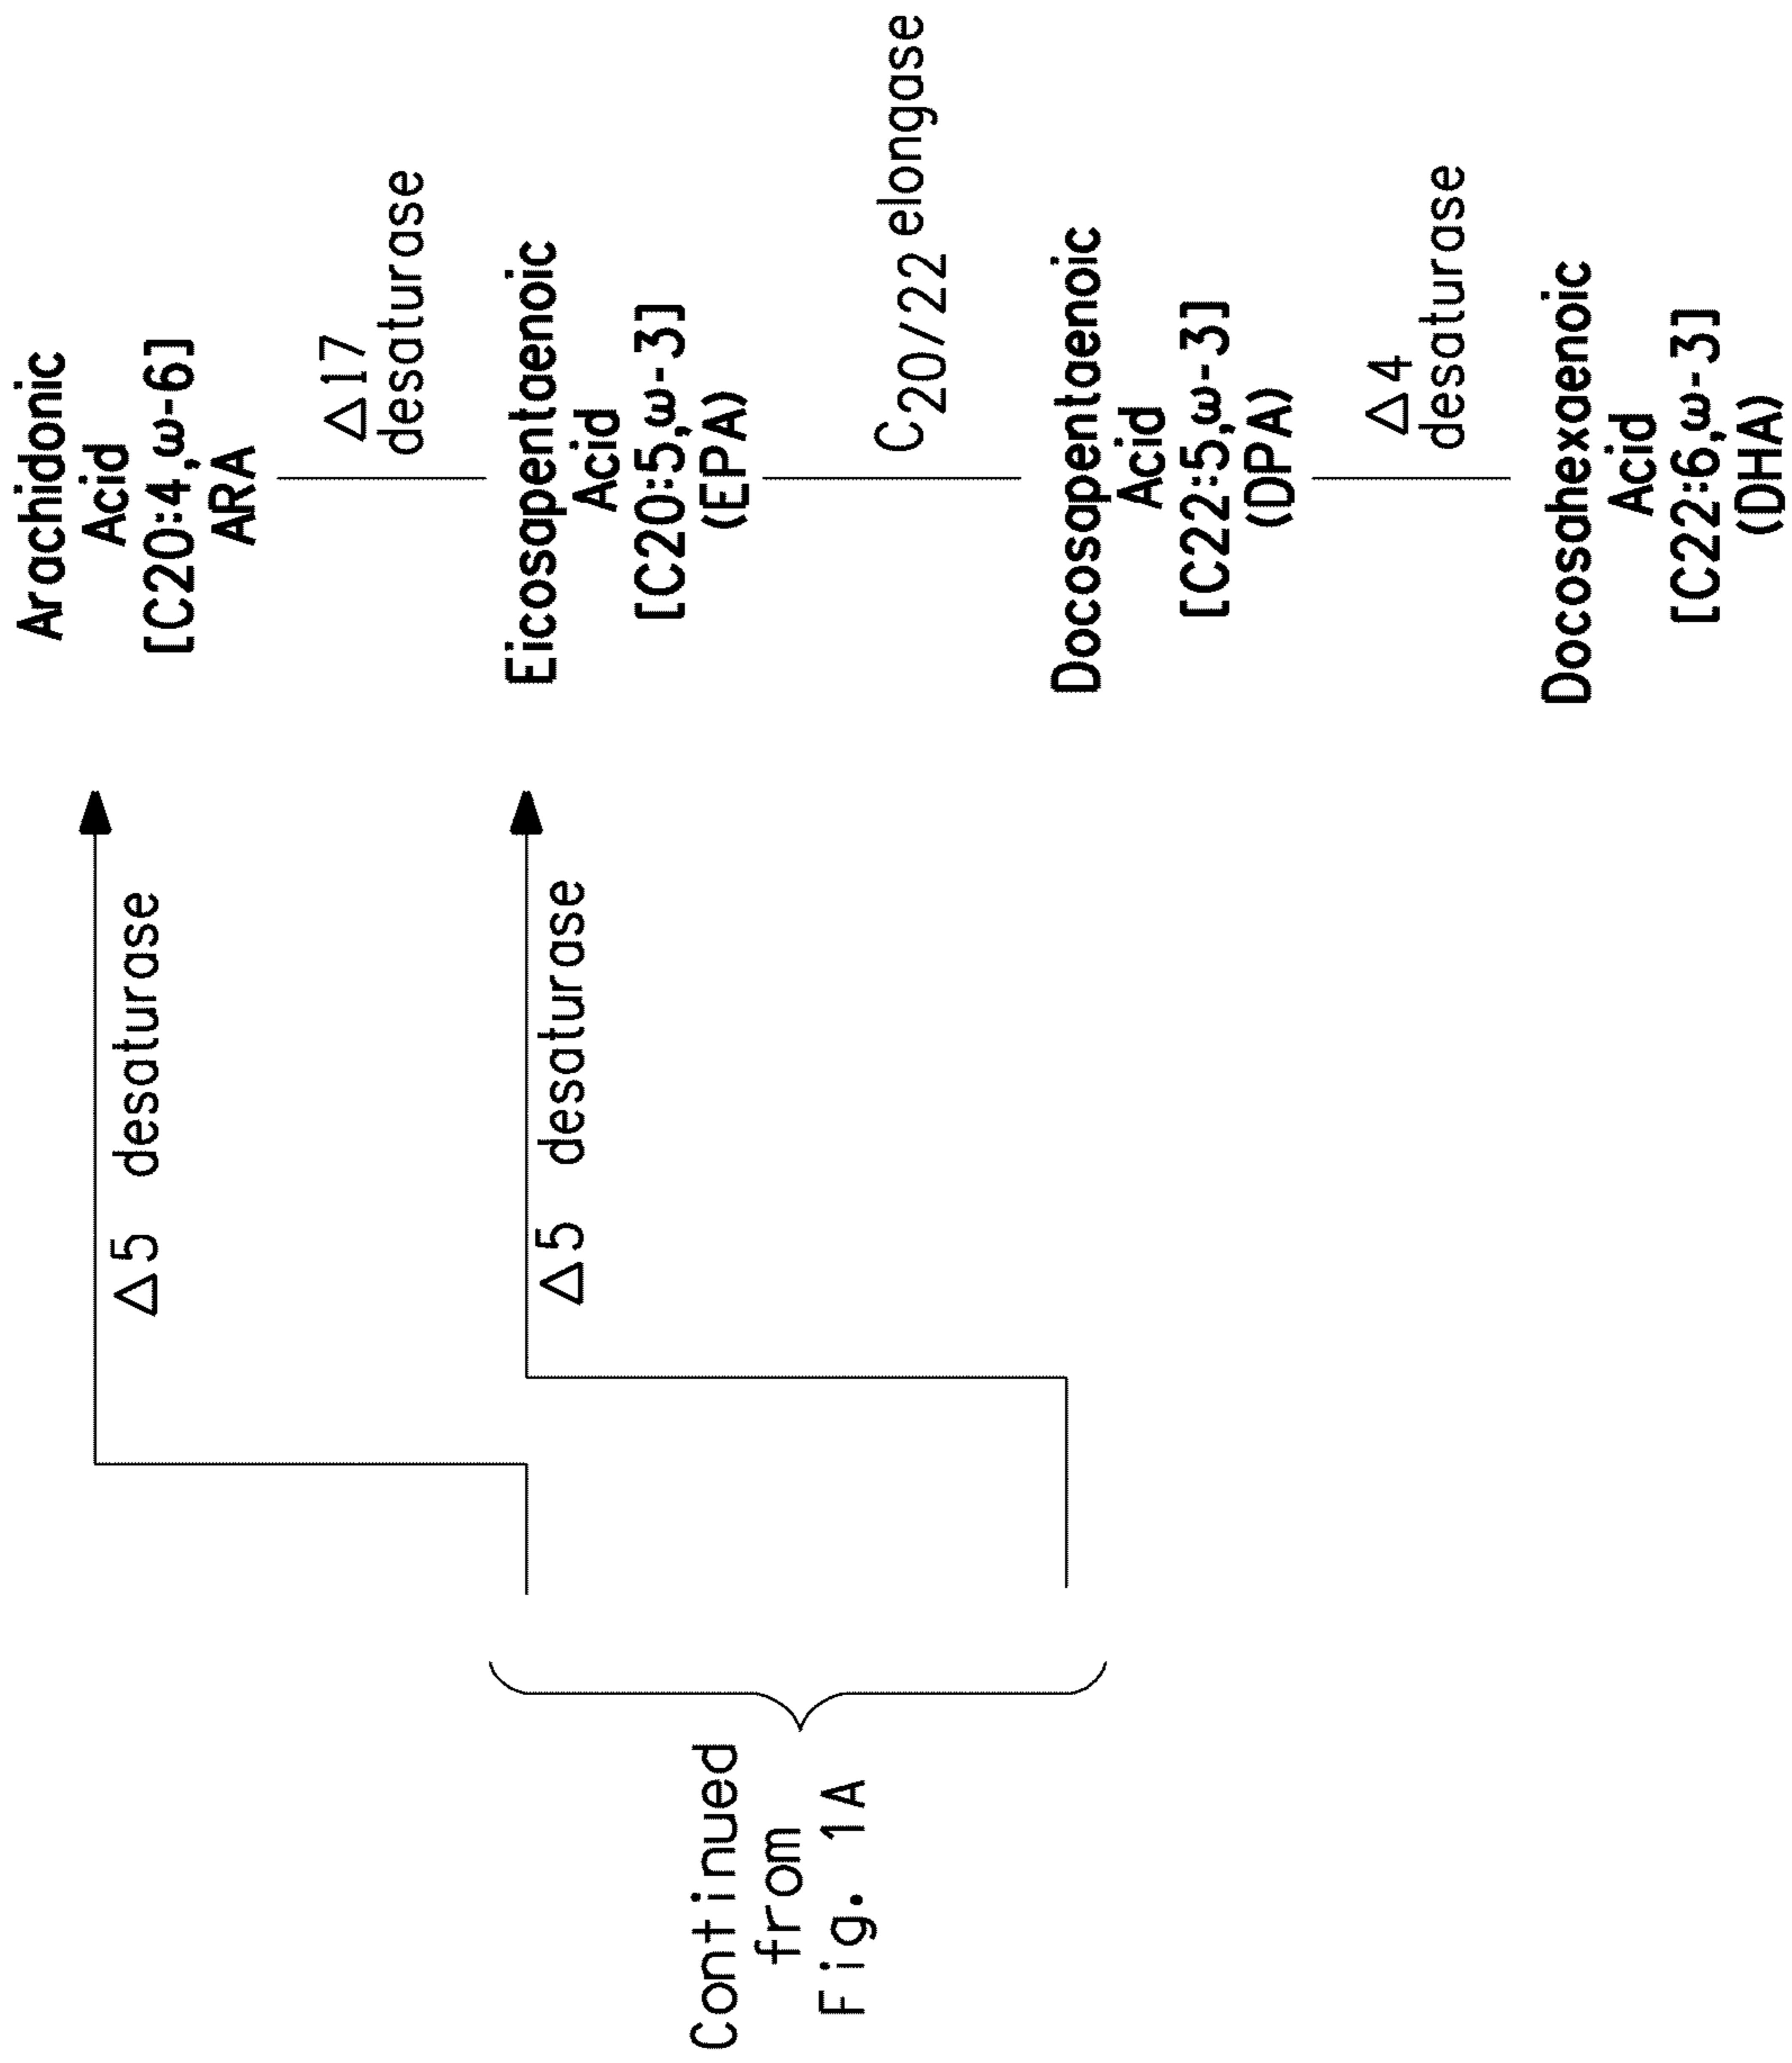 Arachidonic
Acid
[C20:4,ω-6]
ARA
Δ5 desaturase
Δ17
desaturase
Eicosapentaenoic
Acid
[C20:5,ω-3]
(EPA)
Δ5 desaturase
Continued
from
Fig. 1A
C20/22 elongase
Docosapentaenoic
Acid
[C22:5,ω-3]
(DPA)
Δ4
desaturase
Docosahexaenoic
Acid
[C22:6,ω-3]
(DHA)